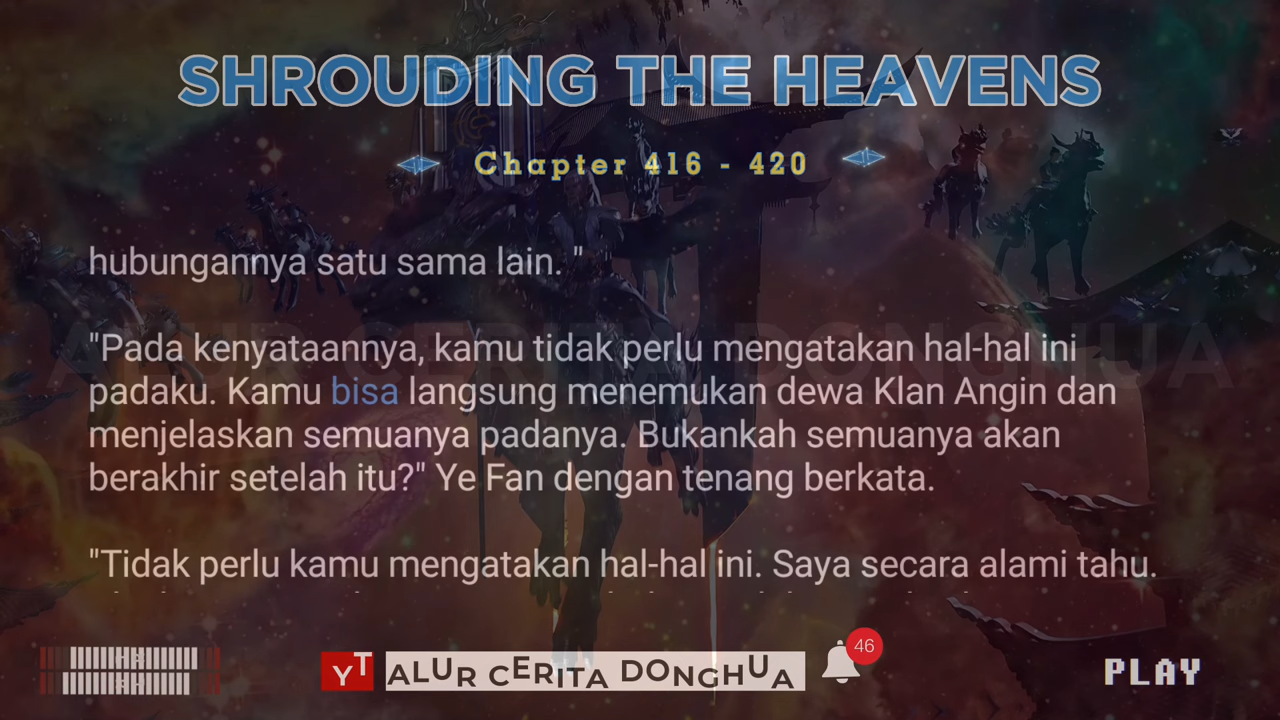 SHROUDING THE HEAVENS
Chapter 416 - 420
hubungannya satu sama lain. "
"Pada kenyataannya, kamu tidak perlu mengatakan hal-hal ini
padaku. Kamu bisa langsung menemukan dewa Klan Angin dan
menjelaskan semuanya padanya. Bukankah semuanya akan
berakhir setelah itu?" Ye Fan dengan tenang berkata.
"Tidak perlu kamu mengatakan hal-hal ini. Saya secara alami tahu.
ALUR CERITA DONGHUA
YT ALUR CERITA DONGHUA
46
PLAY